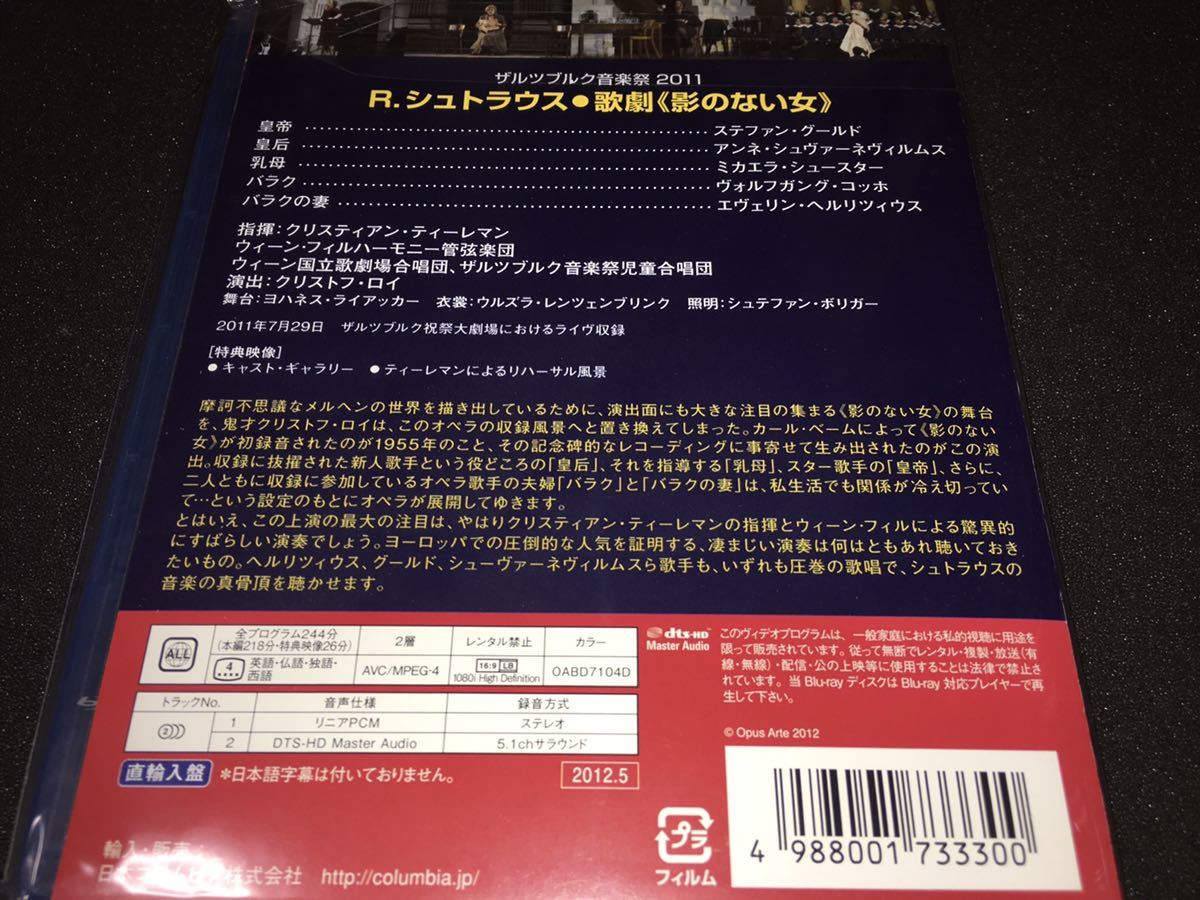 ザルツブルク音楽祭 2011
R.シュトラウス●歌劇《影のない女》
皇帝 ………………………………………… ステファン・グールド
皇后 ………………………………………… アンネ・シュヴァーネヴィルムス
乳母 ………………………………………… ミカエラ・シュースター
バラク ………………………………………… ヴォルフガング・コッホ
バラクの妻 ………………………………………… エヴェリン・ヘルリツィウス
指揮：クリスティアン・ティーレマン
ウィーン・フィルハーモニー管弦楽団
ウィーン国立歌劇場合唱団、ザルツブルク音楽祭児童合唱団
演出：クリストフ・ロイ
舞台：ヨハネス・ライアッカー 衣裳：ウルズラ・レンツェンブリンク 照明：シュテファン・ボリガー
2011年7月29日 ザルツブルク祝祭大劇場におけるライヴ収録
［特典映像］
●キャスト・ギャラリー ●ティーレマンによるリハーサル風景
摩訶不思議なメルヘンの世界を描き出しているために、演出面にも大きな注目の集まる《影のない女》の舞台
を、鬼才クリストフ・ロイは、このオペラの収録風景へと置き換えてしまった。カール・ベームによって《影のない
女》が初録音されたのが1955年のこと、その記念碑的なレコーディングに事寄せて生み出されたのがこの演
出。収録に抜擢された新人歌手という役どころの「皇后」、それを指導する「乳母」、スター歌手の「皇帝」、さらに、
二人ともに収録に参加しているオペラ歌手の夫婦「バラク」と「バラクの妻」は、私生活でも関係が冷え切ってい
て…という設定のもとにオペラが展開してゆきます。
とはいえ、この上演の最大の注目は、やはりクリスティアン・ティーレマンの指揮とウィーン・フィルによる驚異的
にすばらしい演奏でしょう。ヨーロッパでの圧倒的な人気を証明する、凄まじい演奏は何はともあれ聴いておき
たいもの。ヘルリツィウス、グールド、シューヴァーネヴィルムスら歌手も、いずれも圧巻の歌唱で、シュトラウスの
音楽の真骨頂を聴かせます。
ALL 全プログラム244分
（本編218分・特典映像26分） 2層 レンタル禁止 カラー
4 英語・仏語・独語・
西語 AVC/MPEG-4 16:9 LB 1080i High Definition OABD7104D
トラックNo. 音声仕様 録音方式
2 1 リニアPCM ステレオ
2 DTS-HD Master Audio 5.1chサラウンド
dts-HD
Master Audio
このヴィデオプログラムは、一般家庭における私的視聴に用途を
限って販売されています。従って無断でレンタル・複製・放送（有
線・無線）・配信・公の上映等に使用することは法律で禁止さ
れています。当 Blu-ray ディスクは Blu-ray 対応プレイヤーで再
生して下さい。
© Opus Arte 2012
直輸入盤 ＊日本語字幕は付いておりません。 2012.5
輸入・販売：
日本コロムビア株式会社 http://columbia.jp/
プラ
フィルム
4 988001 733300